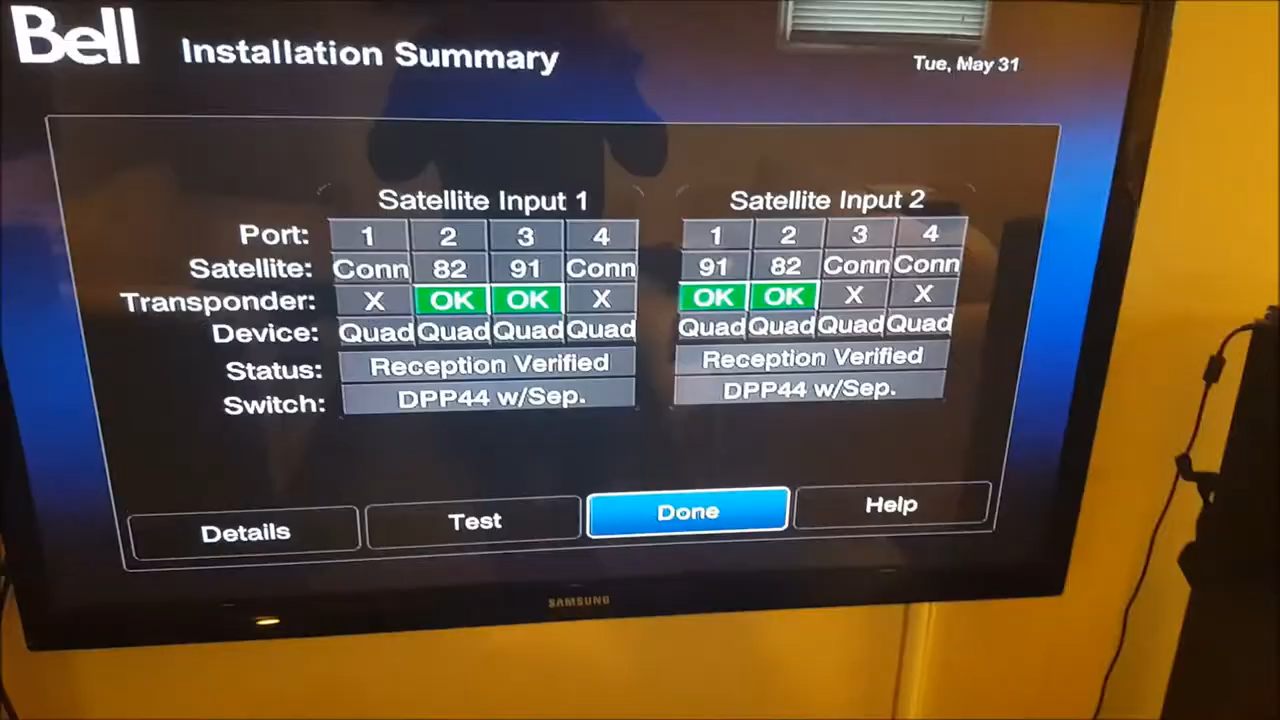 Bell
Installation Summary
Tue, May 31
Satellite Input 1 Satellite Input 2
Port: 1 2 3 4 1 2 3 4
Satellite: Conn 82 91 Conn 91 82 Conn Conn
Transponder: X OK OK X OK OK X X
Device: Quad Quad Quad Quad Quad Quad Quad Quad
Status: Reception Verified Reception Verified
Switch: DPP44 w/Sep. DPP44 w/Sep.
Details Test Done Help
SAMSUNG